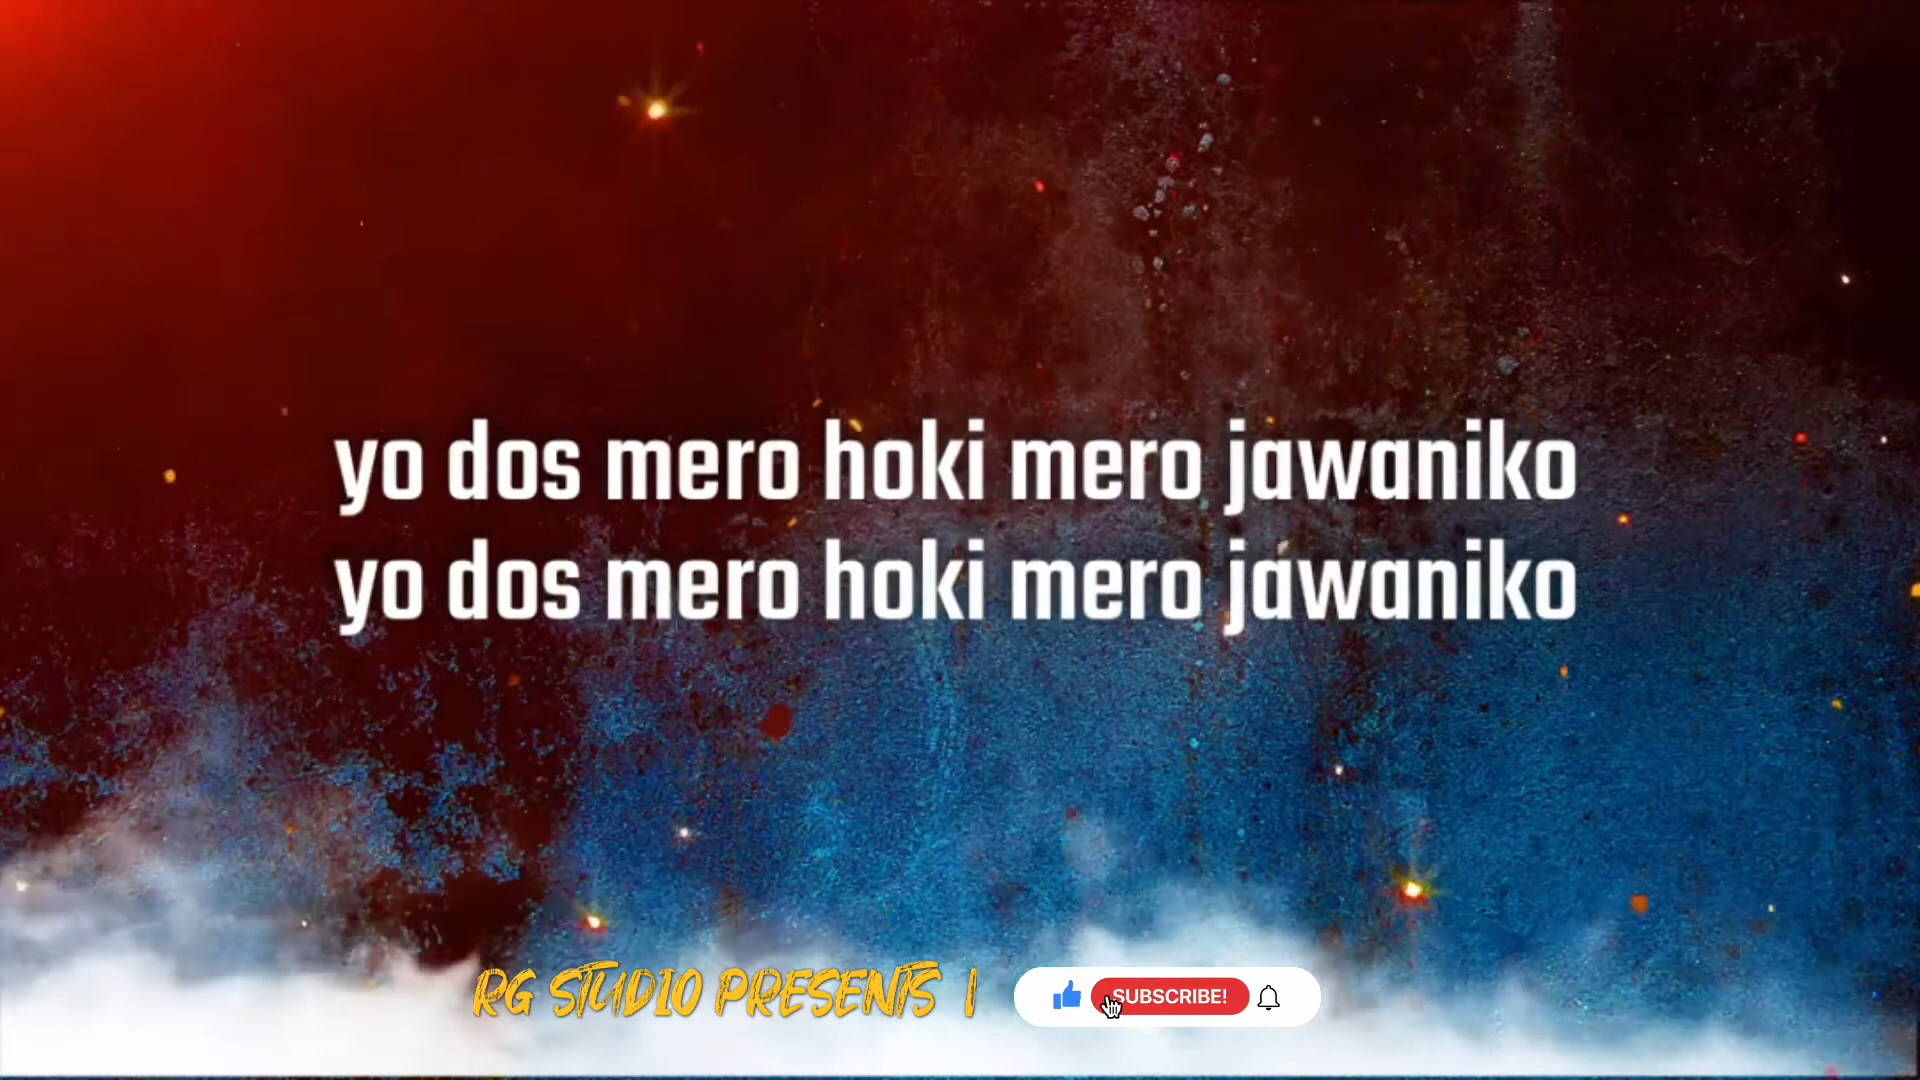 yo dos mero hoki mero jawaniko
yo dos mero hoki mero jawaniko
RG STUDIO PRESENTS |
SUBSCRIBE!